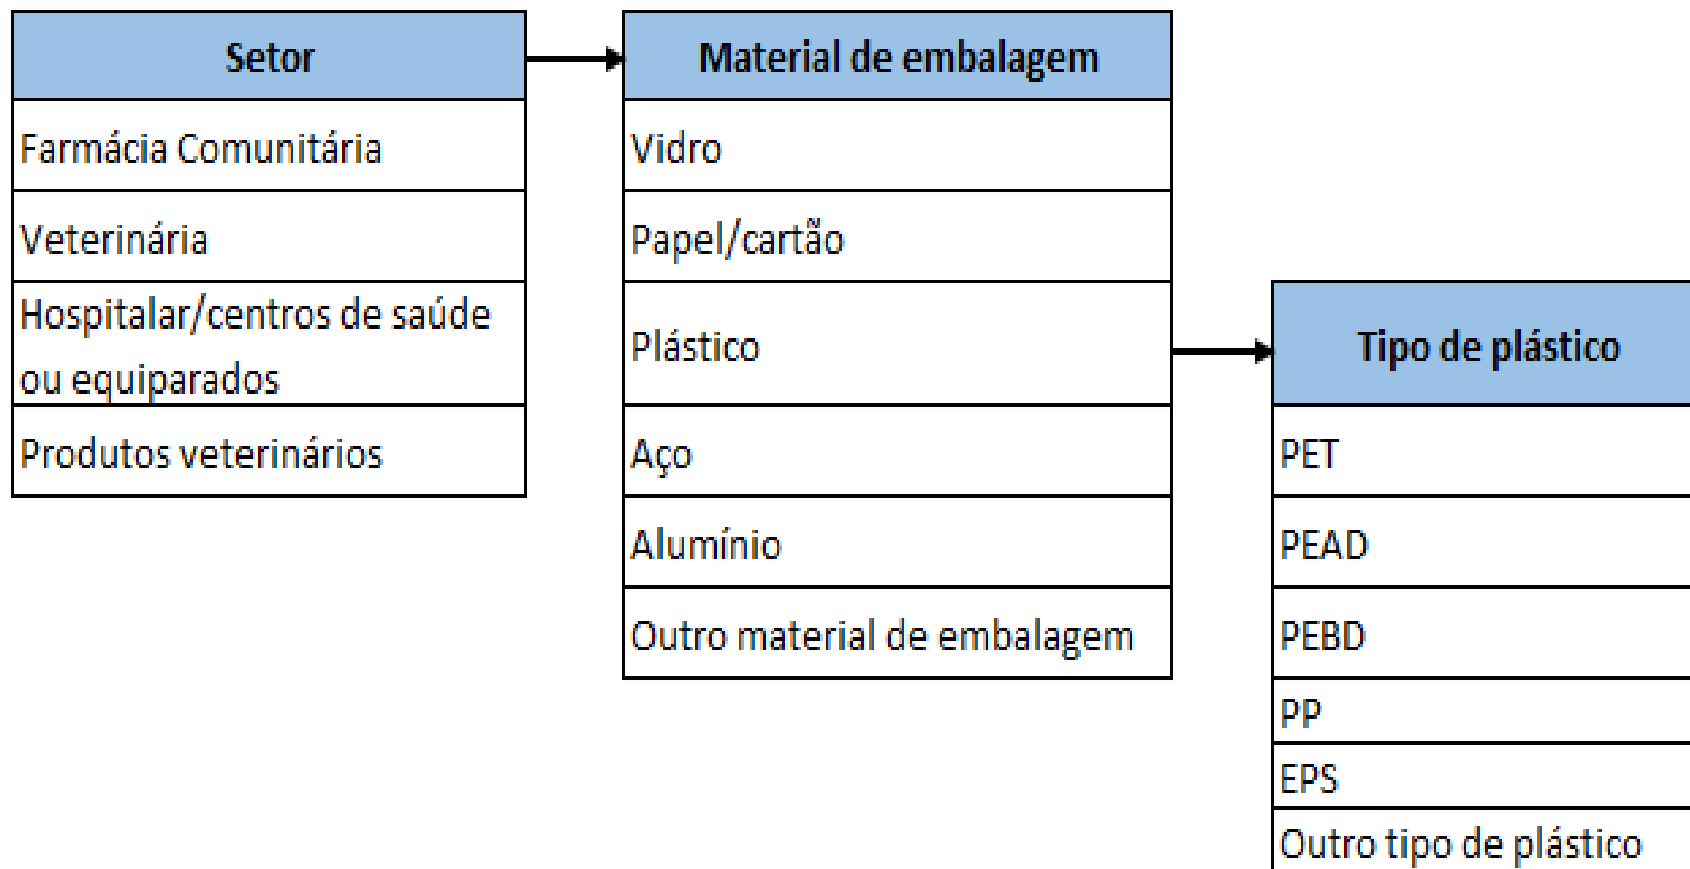 Setor
Farmácia Comunitária
Veterinária
Hospitalar/centros de saúde
ou equiparados
Produtos veterinários
Material de embalagem
Vidro
Papel/cartão
Plástico
Aço
Alumínio
Outro material de embalagem
Tipo de plástico
PET
PEAD
PEBD
PP
EPS
Outro tipo de plástico